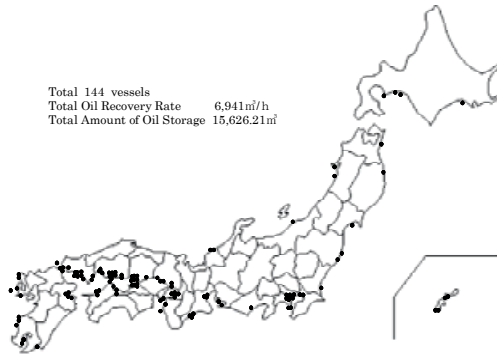 Total 144 vessels
Total Oil Recovery Rate 6,941㎥/h
Total Amount of Oil Storage 15,626.21㎥